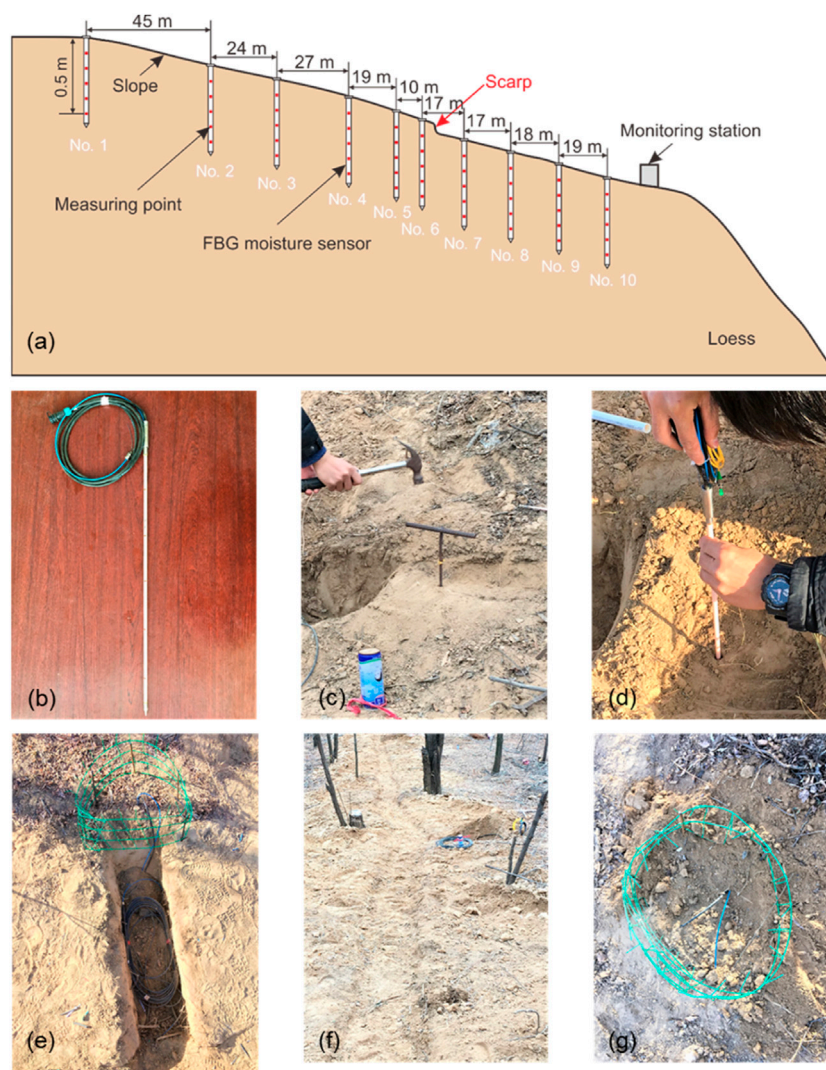 45 m
24 m
27 m
19 m
10 m
17 m
Scarp
17 m
18 m
19 m
Monitoring station
0.5 m
Slope
No. 1
No. 2
No. 3
No. 4
No. 5
No. 6
No. 7
No. 8
No. 9
No. 10
Measuring point
FBG moisture sensor
Loess
(a)
(b)
(c)
(d)
(e)
(f)
(g)